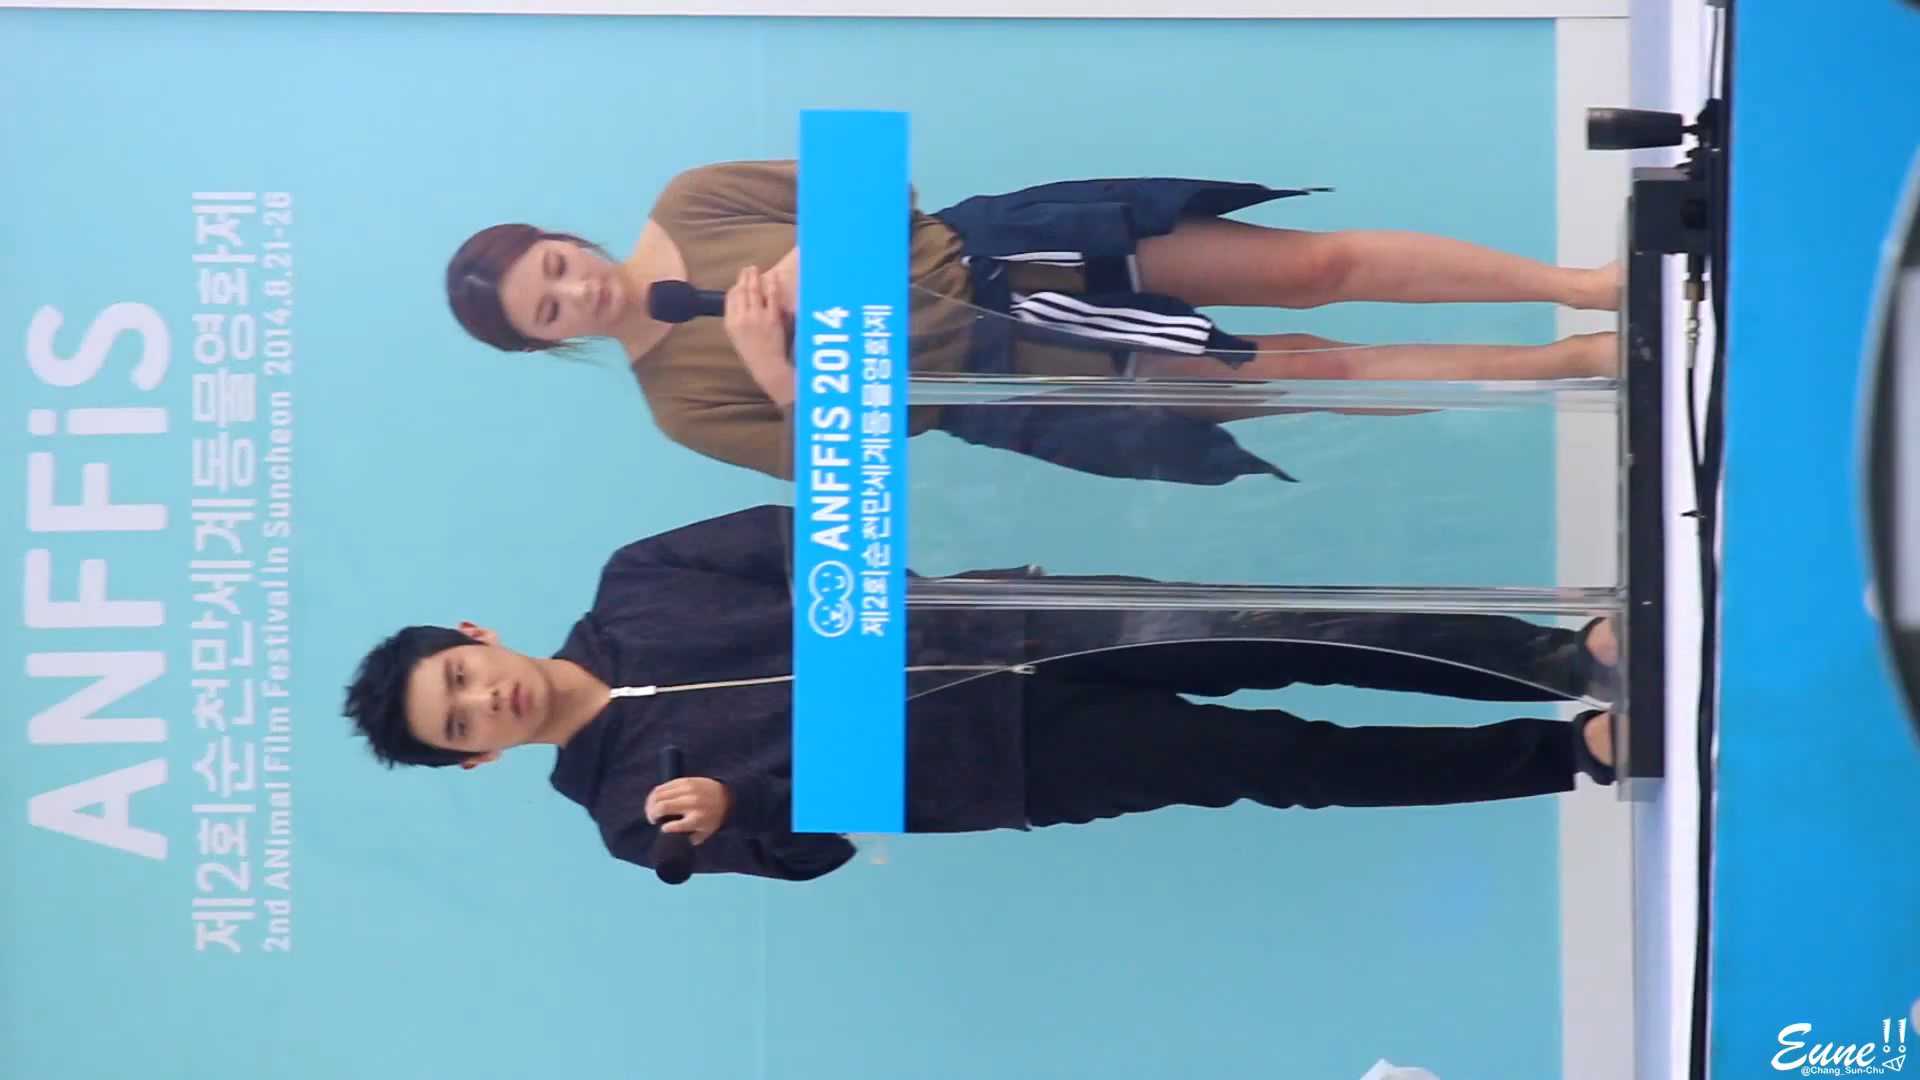 ANFFiS
제2회순천만세계동물영화제
2nd ANimal Film Festival in Suncheon 2014.8.21-26
ANFFiS 2014
제2회순천만세계동물영화제
Eune!!
@Chang_Sun-Chu